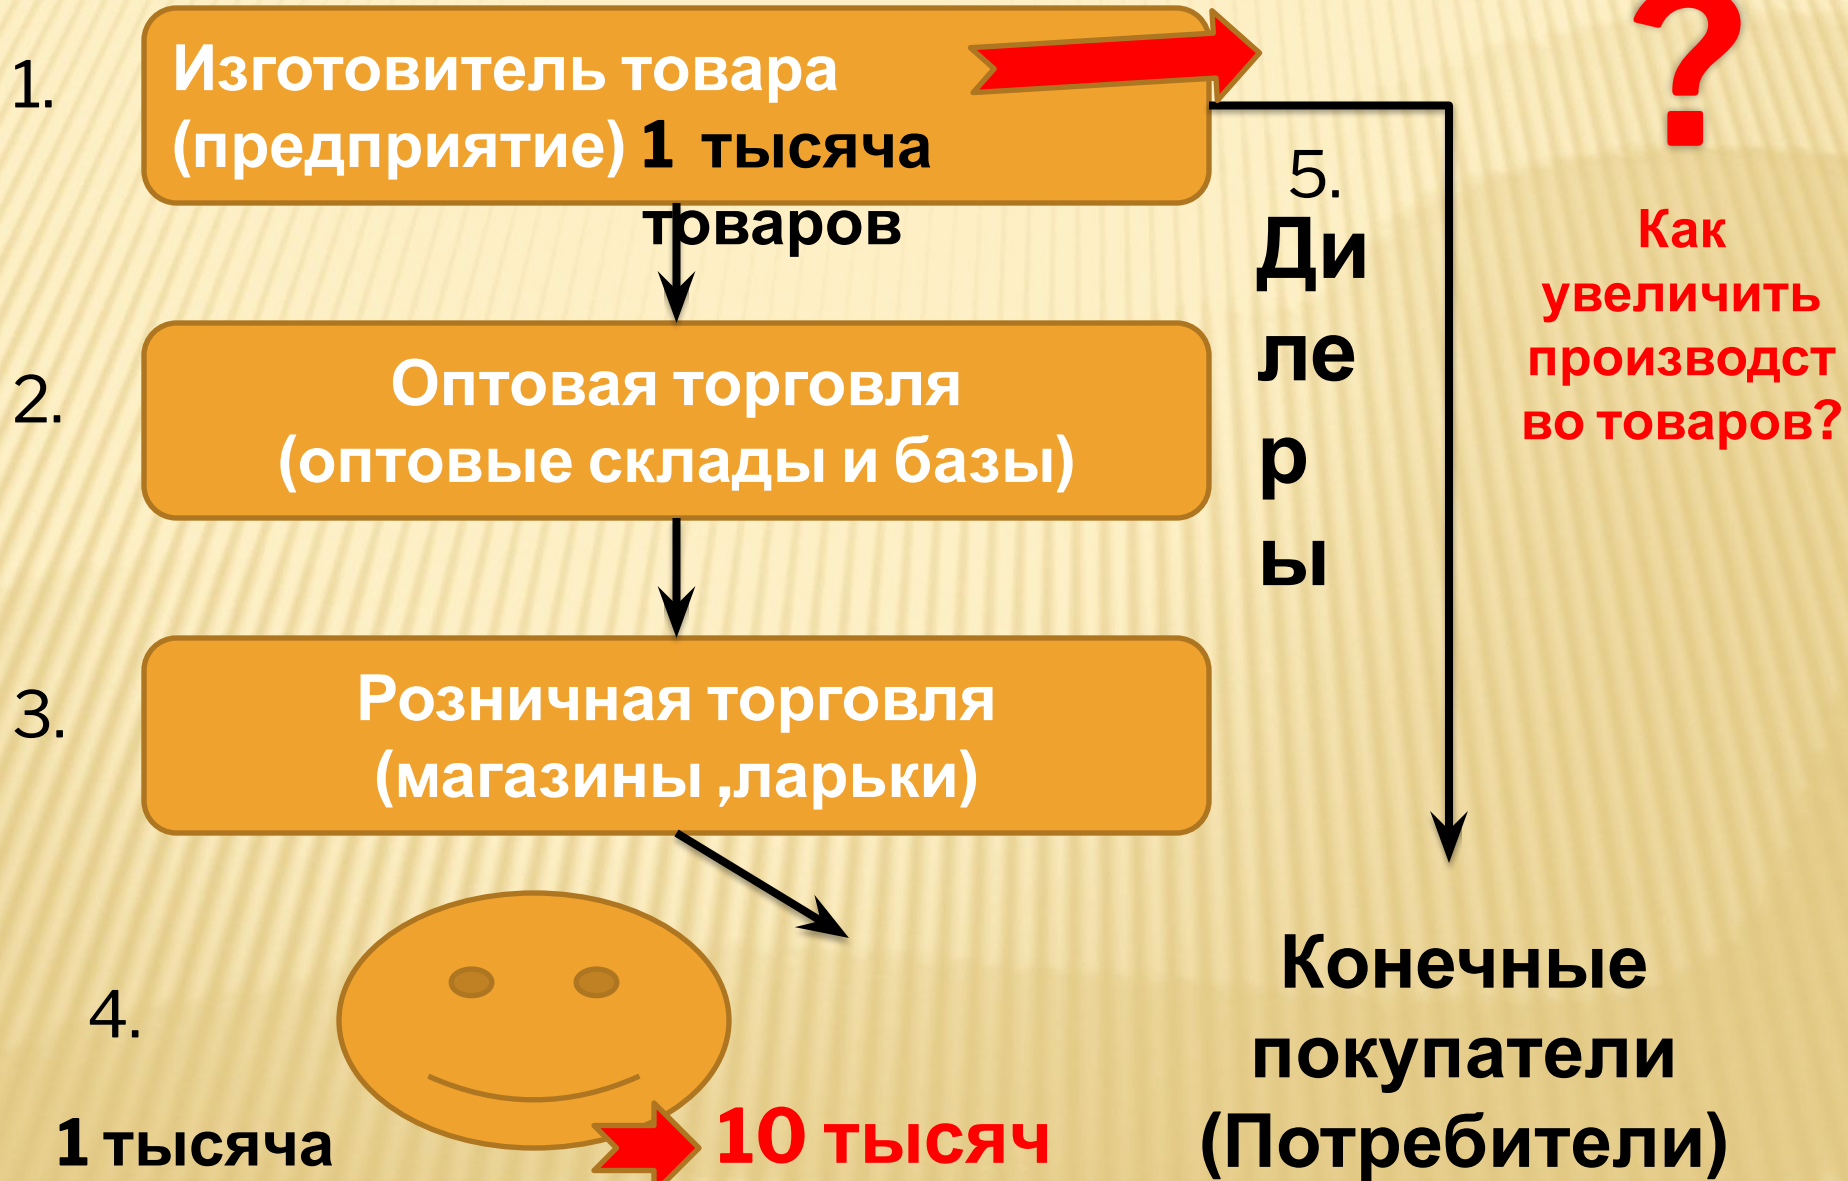 1.
Изготовитель товара
(предприятие) 1 тысяча
товаров
2.
Оптовая торговля
(оптовые склады и базы)
3.
Розничная торговля
(магазины ,ларьки)
4.
1 тысяча
10 тысяч
5.
Ди
ле
р
ы
Конечные
покупатели
(Потребители)
?
Как
увеличить
производст
во товаров?